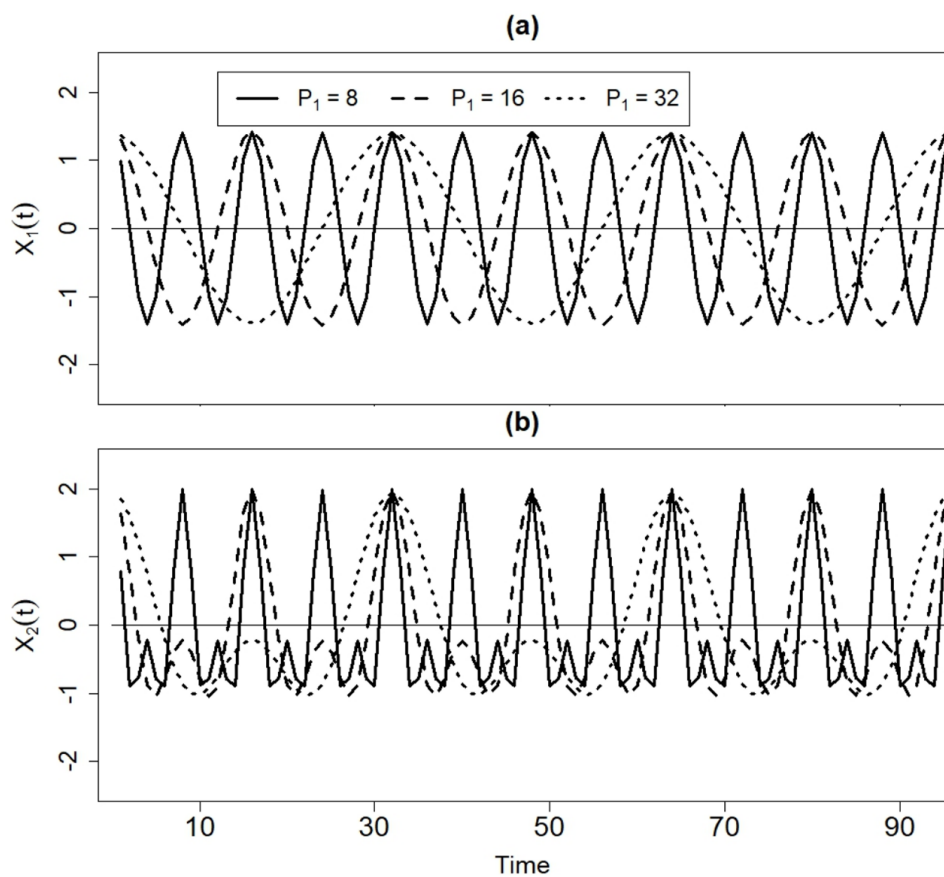 (a)
X₁(t)
2
1
0
-1
-2
P₁ = 8 P₁ = 16 P₁ = 32
(b)
X₂(t)
2
1
0
-1
-2
10 30 50 70 90
Time